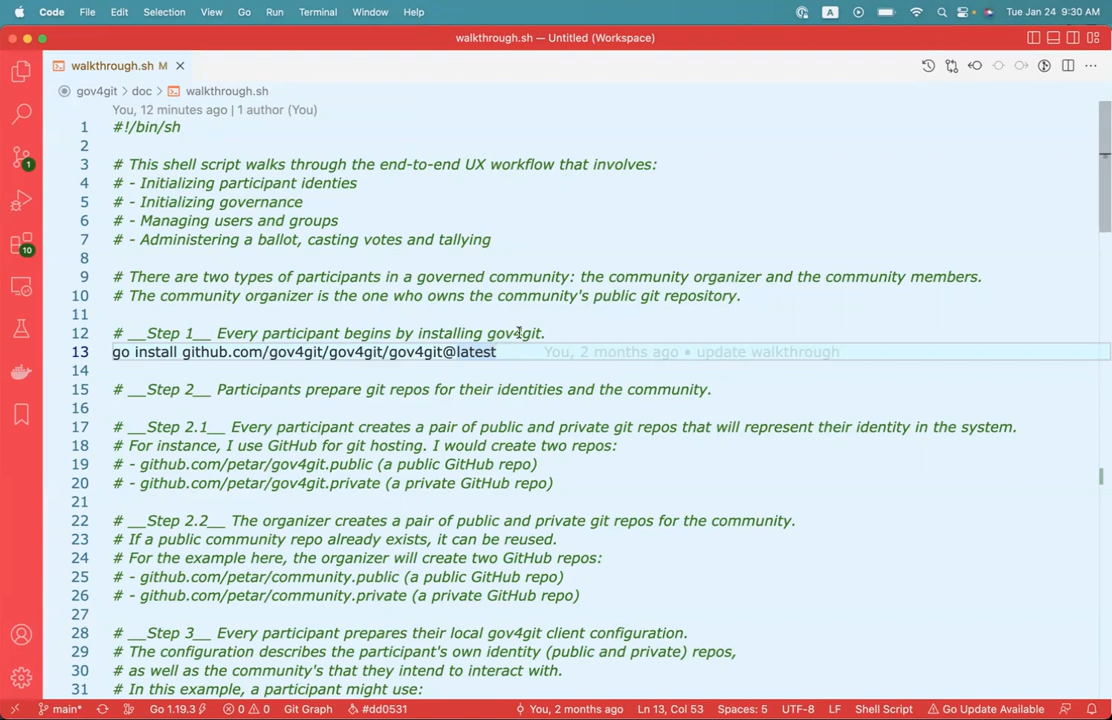 Code File Edit Selection View Go Run Terminal Window Help A Tue Jan 24 9:30 AM
walkthrough.sh — Untitled (Workspace)
walkthrough.sh M
gov4git > doc > walkthrough.sh
You, 12 minutes ago | 1 author (You)
1 #!/bin/sh
2
3 # This shell script walks through the end-to-end UX workflow that involves:
4 # - Initializing participant identies
5 # - Initializing governance
6 # - Managing users and groups
7 # - Administering a ballot, casting votes and tallying
8
9 # There are two types of participants in a governed community: the community organizer and the community members.
10 # The community organizer is the one who owns the community's public git repository.
11
12 # __Step 1__ Every participant begins by installing gov4git.
13 go install github.com/gov4git/gov4git/gov4git@latest You, 2 months ago • update walkthrough
14
15 # __Step 2__ Participants prepare git repos for their identities and the community.
16
17 # __Step 2.1__ Every participant creates a pair of public and private git repos that will represent their identity in the system.
18 # For instance, I use GitHub for git hosting. I would create two repos:
19 # - github.com/petar/gov4git.public (a public GitHub repo)
20 # - github.com/petar/gov4git.private (a private GitHub repo)
21
22 # __Step 2.2__ The organizer creates a pair of public and private git repos for the community.
23 # If a public community repo already exists, it can be reused.
24 # For the example here, the organizer will create two GitHub repos:
25 # - github.com/petar/community.public (a public GitHub repo)
26 # - github.com/petar/community.private (a private GitHub repo)
27
28 # __Step 3__ Every participant prepares their local gov4git client configuration.
29 # The configuration describes the participant's own identity (public and private) repos,
30 # as well as the community's that they intend to interact with.
31 # In this example, a participant might use:
1
10
main* Go 1.19.3 0 0 Git Graph #dd0531 You, 2 months ago Ln 13, Col 53 Spaces: 5 UTF-8 LF Shell Script Go Update Available